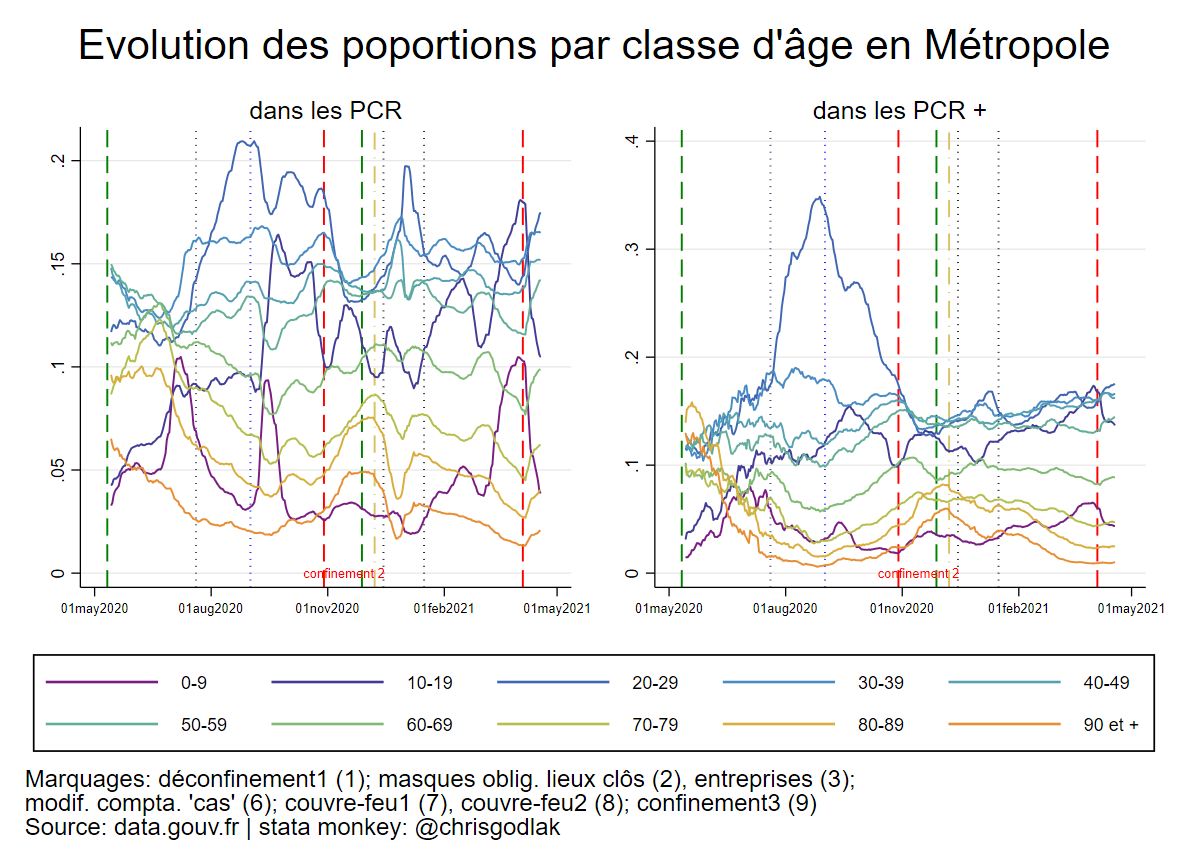 Evolution des poportions par classe d'âge en Métropole
dans les PCR
dans les PCR +
.2
.15
.1
.05
0
confinement 2
01may2020 01aug2020 01nov2020 01feb2021 01may2021
.4
.3
.2
.1
0
confinement 2
01may2020 01aug2020 01nov2020 01feb2021 01may2021
0-9 10-19 20-29 30-39 40-49
50-59 60-69 70-79 80-89 90 et +
Marquages: déconfinement1 (1); masques oblig. lieux clôs (2), entreprises (3);
modif. compta. 'cas' (6); couvre-feu1 (7), couvre-feu2 (8); confinement3 (9)
Source: data.gouv.fr | stata monkey: @chrisgodlak